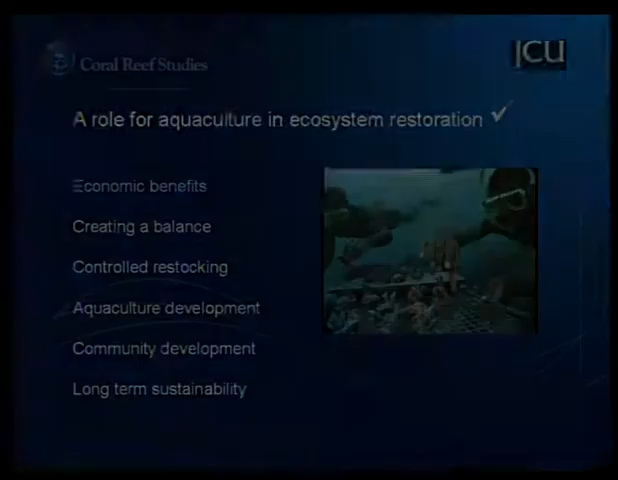 Coral Reef Studies
JCU
A role for aquaculture in ecosystem restoration ✓
Economic benefits
Creating a balance
Controlled restocking
Aquaculture development
Community development
Long term sustainability